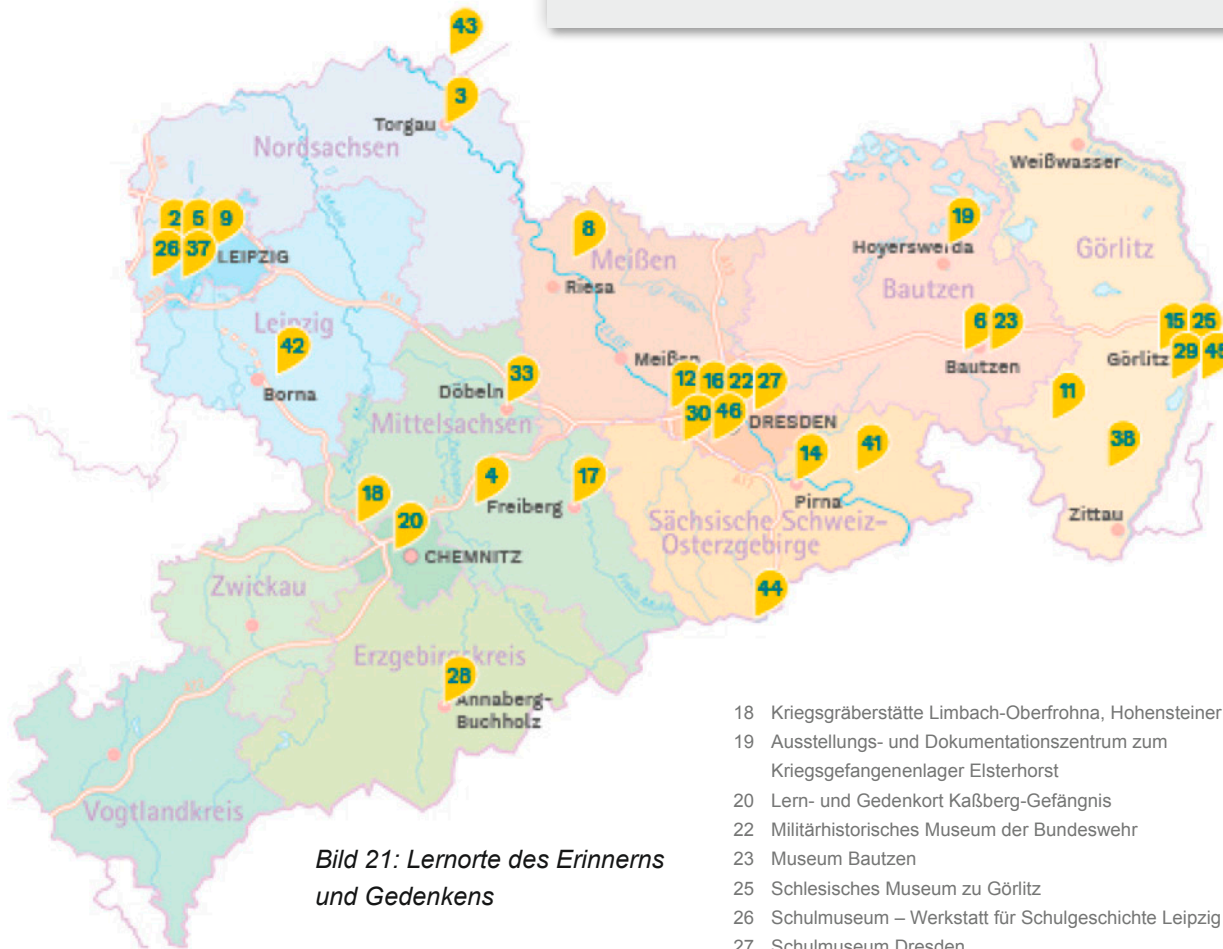 43
3
Torgau
Nordsachsen
Weißwasser
2 5 9
26 37 LEIPZIG
8
Meißen
Riesa
19
Hoyerswerda
Görlitz
Bautzen
6 23
Bautzen
15 25
Görlitz 29
Leipzig
42
Borna
Meißen
12 16 22 27
30 46 DRESDEN
11
38
33
Döbeln
Mittelsachsen
14 41
Pirna
4
17
Freiberg
18
20
CHEMNITZ
Sächsische Schweiz-
Osterzgebirge
Zittau
44
Zwickau
Erzgebirgskreis
28
Annaberg-
Buchholz
Vogtlandkreis
Bild 21: Lernorte des Erinnerns
und Gedenkens
18 Kriegsgräberstätte Limbach-Oberfrohna, Hohensteiner
19 Ausstellungs- und Dokumentationszentrum zum
Kriegsgefangenenlager Elsterhorst
20 Lern- und Gedenkort Kaßberg-Gefängnis
22 Militärhistorisches Museum der Bundeswehr
23 Museum Bautzen
25 Schlesisches Museum zu Görlitz
26 Schulmuseum – Werkstatt für Schulgeschichte Leipzig
27 Schulmuseum Dresden